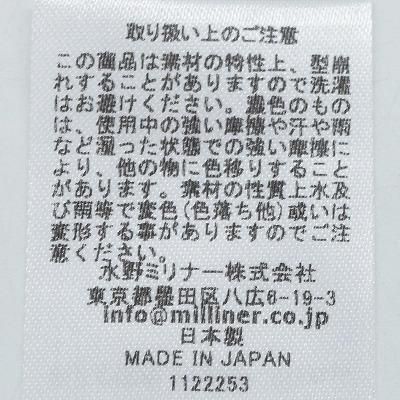 取り扱い上のご注意
この商品は素材の特性上、型崩
れすることがありますので洗濯
はお避けください。濃色のもの
は、使用中の強い摩擦や汗や雨
など湿った状態での強い摩擦に
より、他の物に色移りすること
があります。素材の性質上水及
び雨等で変色(色落ち他)或いは
変形する事がありますのでご注
意ください。
水野ミリナー株式会社
東京都墨田区八広6-19-3
info@milliner.co.jp
日本製
MADE IN JAPAN
1122253